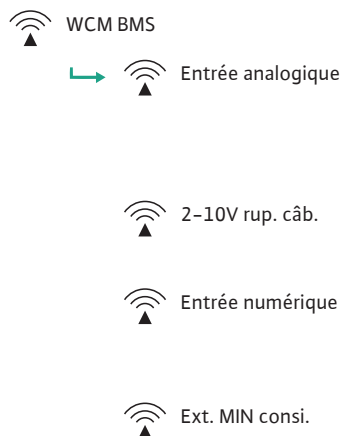 WCM BMS
Entrée analogique
2-10V rup. câb.
Entrée numérique
Ext. MIN consi.